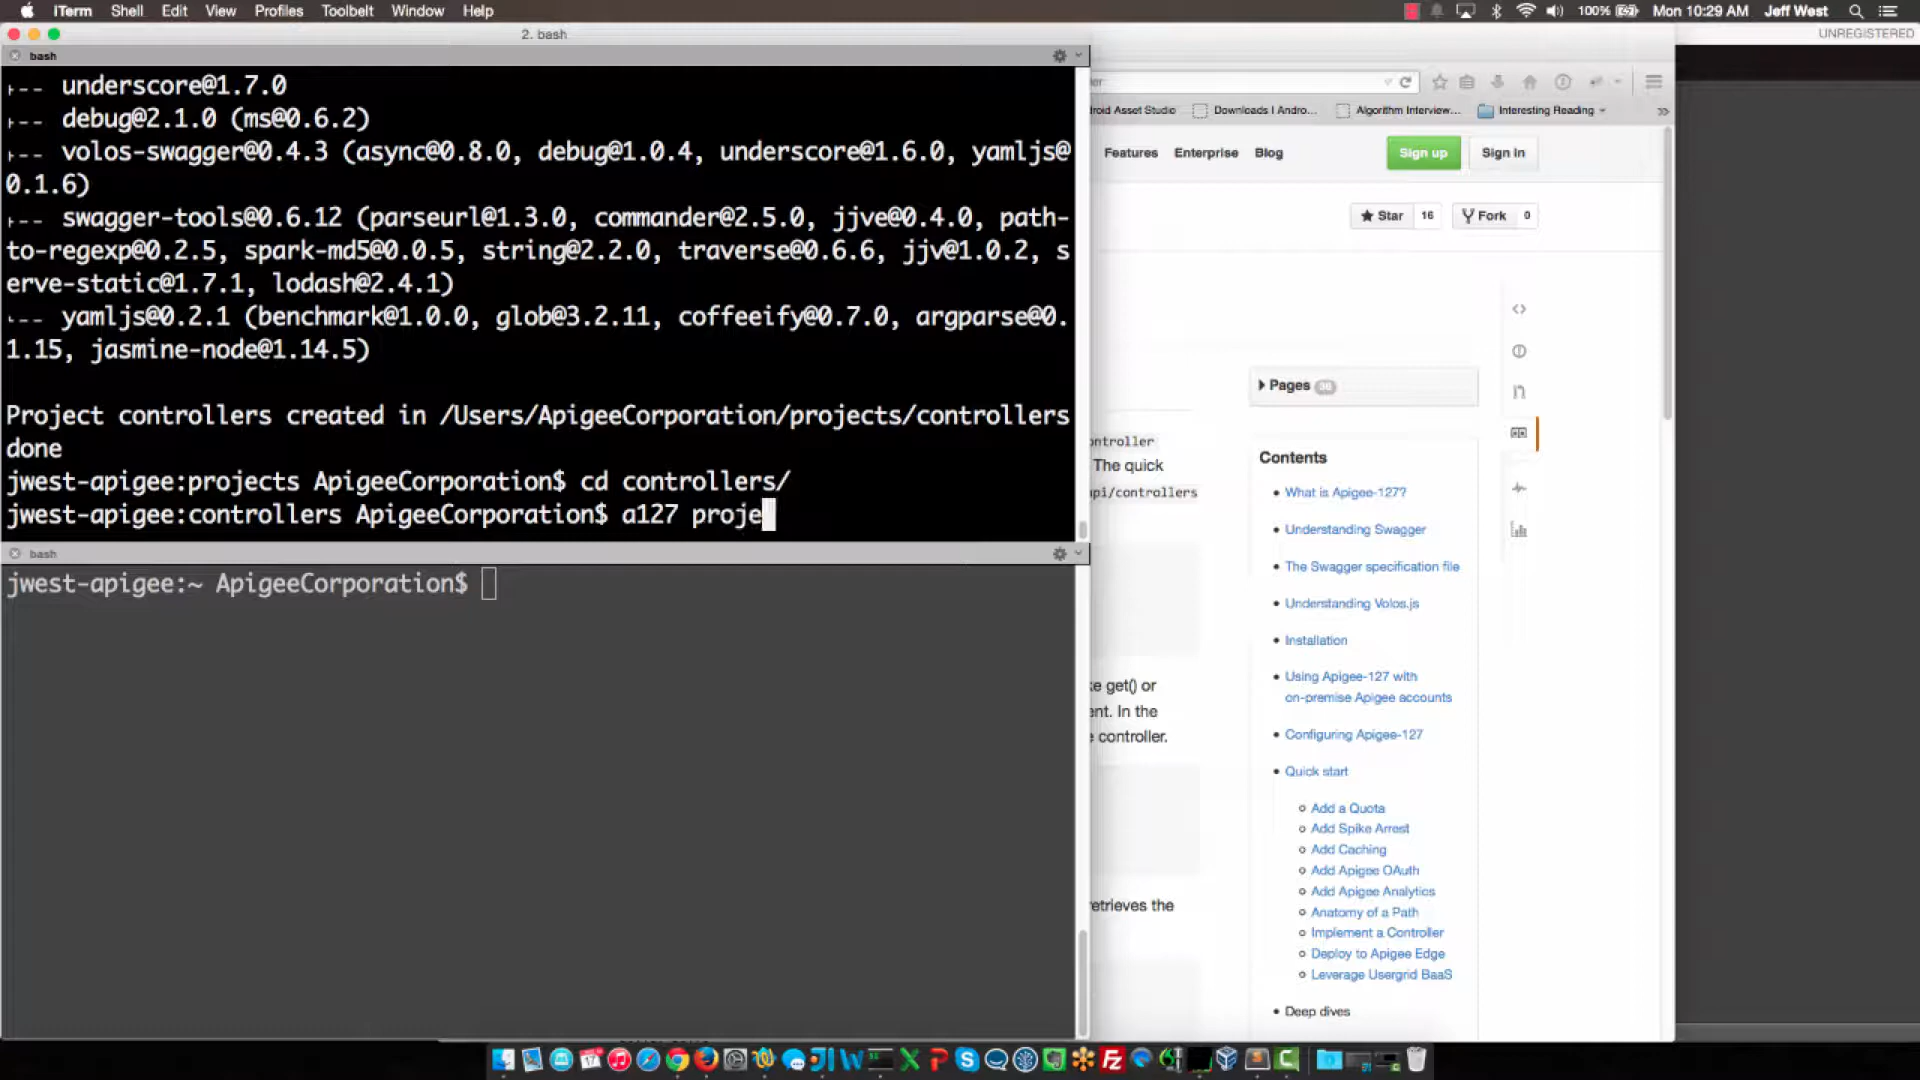 iTerm Shell Edit View Profiles Toolbelt Window Help 100% Mon 10:29 AM Jeff West
2. bash
UNREGISTERED
bash
underscore@1.7.0
debug@2.1.0 (ms@0.6.2)
volos-swagger@0.4.3 (async@0.8.0, debug@1.0.4, underscore@1.6.0, yamljs@
0.1.6)
swagger-tools@0.6.12 (parseurl@1.3.0, commander@2.5.0, jjve@0.4.0, path-
to-regexp@0.2.5, spark-md5@0.0.5, string@2.2.0, traverse@0.6.6, jjv@1.0.2, s
erve-static@1.7.1, lodash@2.4.1)
yamljs@0.2.1 (benchmark@1.0.0, glob@3.2.11, coffeeify@0.7.0, argparse@0.
1.15, jasmine-node@1.14.5)
Project controllers created in /Users/ApigeeCorporation/projects/controllers
done
jwest-apigee:projects ApigeeCorporation$ cd controllers/
jwest-apigee:controllers ApigeeCorporation$ a127 proje
bash
jwest-apigee:~ ApigeeCorporation$
roid Asset Studio Downloads | Andro... Algorithm Interview... Interesting Reading
Features Enterprise Blog Sign up Sign in
Star 16 Fork 0
Pages 36
ontroller
The quick
api/controllers
ke get() or
ent. In the
e controller.
retrieves the
Contents
• What is Apigee-127?
• Understanding Swagger
• The Swagger specification file
• Understanding Volos.js
• Installation
• Using Apigee-127 with
on-premise Apigee accounts
• Configuring Apigee-127
• Quick start
Add a Quota
Add Spike Arrest
Add Caching
Add Apigee OAuth
Add Apigee Analytics
Anatomy of a Path
Implement a Controller
Deploy to Apigee Edge
Leverage Usergrid BaaS
• Deep dives